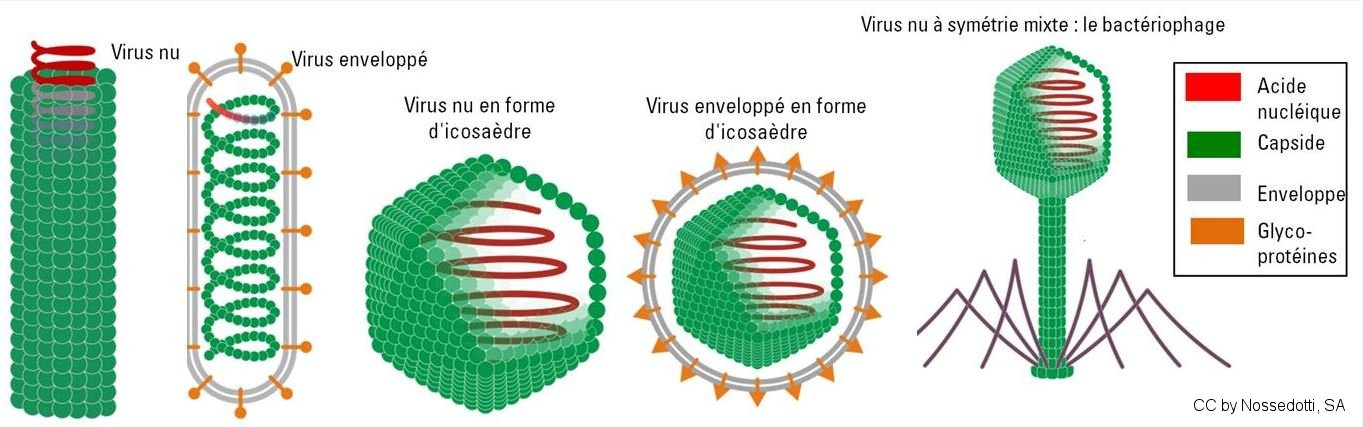 Virus nu
Virus enveloppé
Virus nu en forme
d'icosaèdre
Virus enveloppé en forme
d'icosaèdre
Virus nu à symétrie mixte : le bactériophage
Acide
nucléique
Capside
Enveloppe
Glyco-
protéines
CC by Nossedotti, SA